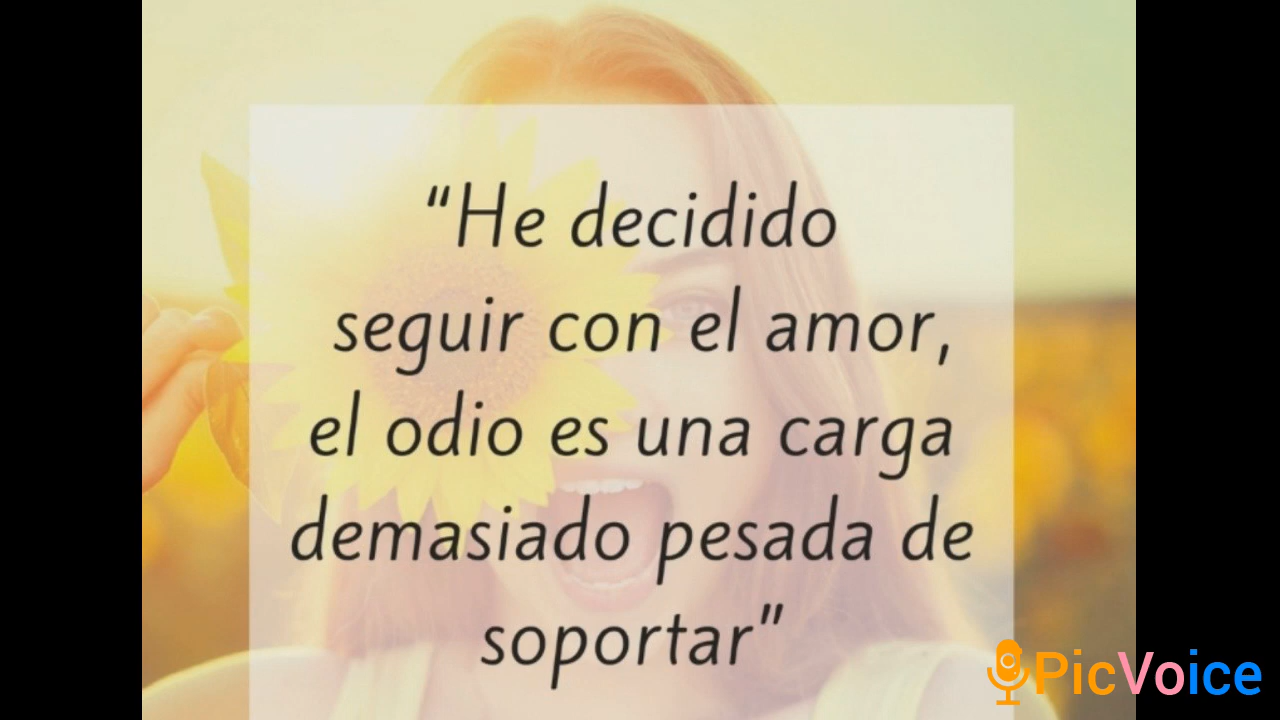 “He decidido
seguir con el amor,
el odio es una carga
demasiado pesada de
soportar”
PicVoice